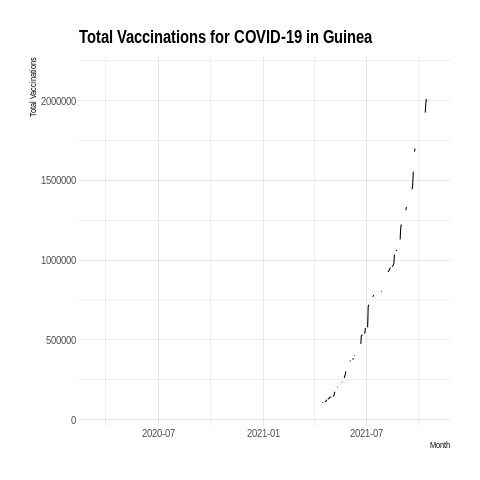 Total Vaccinations for COVID-19 in Guinea
Total Vaccinations
2000000
1500000
1000000
500000
0
2020-07 2021-01 2021-07
Month